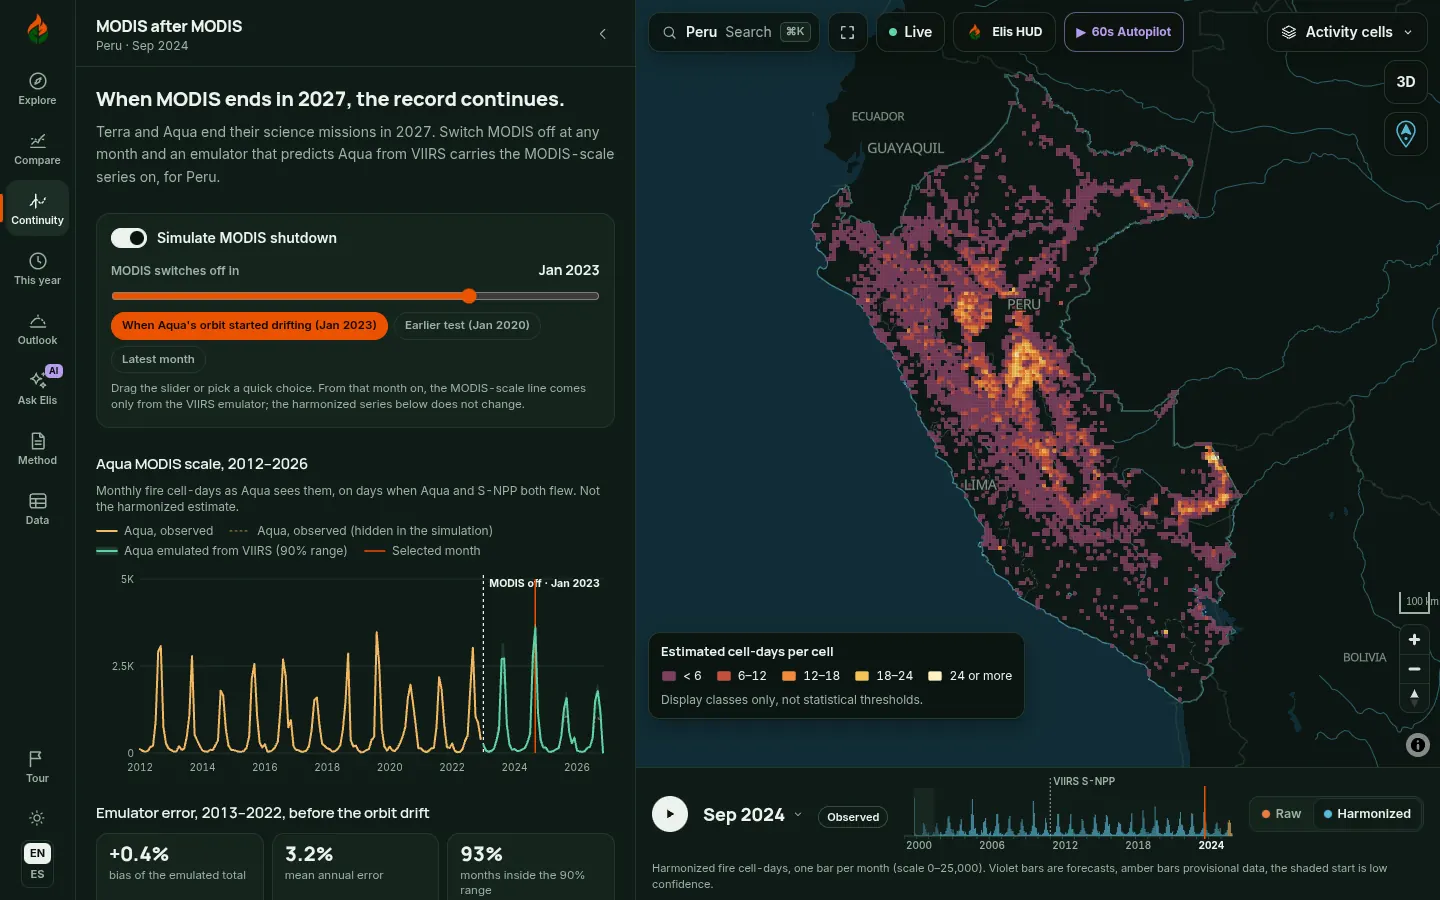 MODIS after MODIS
Peru · Sep 2024
Explore
Compare
Continuity
This year
Outlook
AI
Ask Elis
Method
Data
Tour
EN
ES
When MODIS ends in 2027, the record continues.
Terra and Aqua end their science missions in 2027. Switch MODIS off at any
month and an emulator that predicts Aqua from VIIRS carries the MODIS-scale
series on, for Peru.
Simulate MODIS shutdown
MODIS switches off in
Jan 2023
When Aqua's orbit started drifting (Jan 2023)
Earlier test (Jan 2020)
Latest month
Drag the slider or pick a quick choice. From that month on, the MODIS-scale line comes
only from the VIIRS emulator; the harmonized series below does not change.
Aqua MODIS scale, 2012–2026
Monthly fire cell-days as Aqua sees them, on days when Aqua and S-NPP both flew. Not
the harmonized estimate.
Aqua, observed
Aqua, observed (hidden in the simulation)
Aqua emulated from VIIRS (90% range)
Selected month
5K
MODIS off · Jan 2023
2.5K
0
2012 2014 2016 2018 2020 2022 2024 2026
Emulator error, 2013–2022, before the orbit drift
+0.4%
bias of the emulated total
3.2%
mean annual error
93%
months inside the 90%
range
Peru Search ⌘K
Live
Elis HUD
60s Autopilot
Activity cells
3D
ECUADOR
GUAYAQUIL
PERU
LIMA
BOLIVIA
100 km
Estimated cell-days per cell
< 6
6–12
12–18
18–24
24 or more
Display classes only, not statistical thresholds.
Sep 2024
Observed
VIIRS S-NPP
2000 2006 2012 2018 2024
Raw
Harmonized
Harmonized fire cell-days, one bar per month (scale 0–25,000). Violet bars are forecasts, amber bars provisional data, the shaded start is low
confidence.